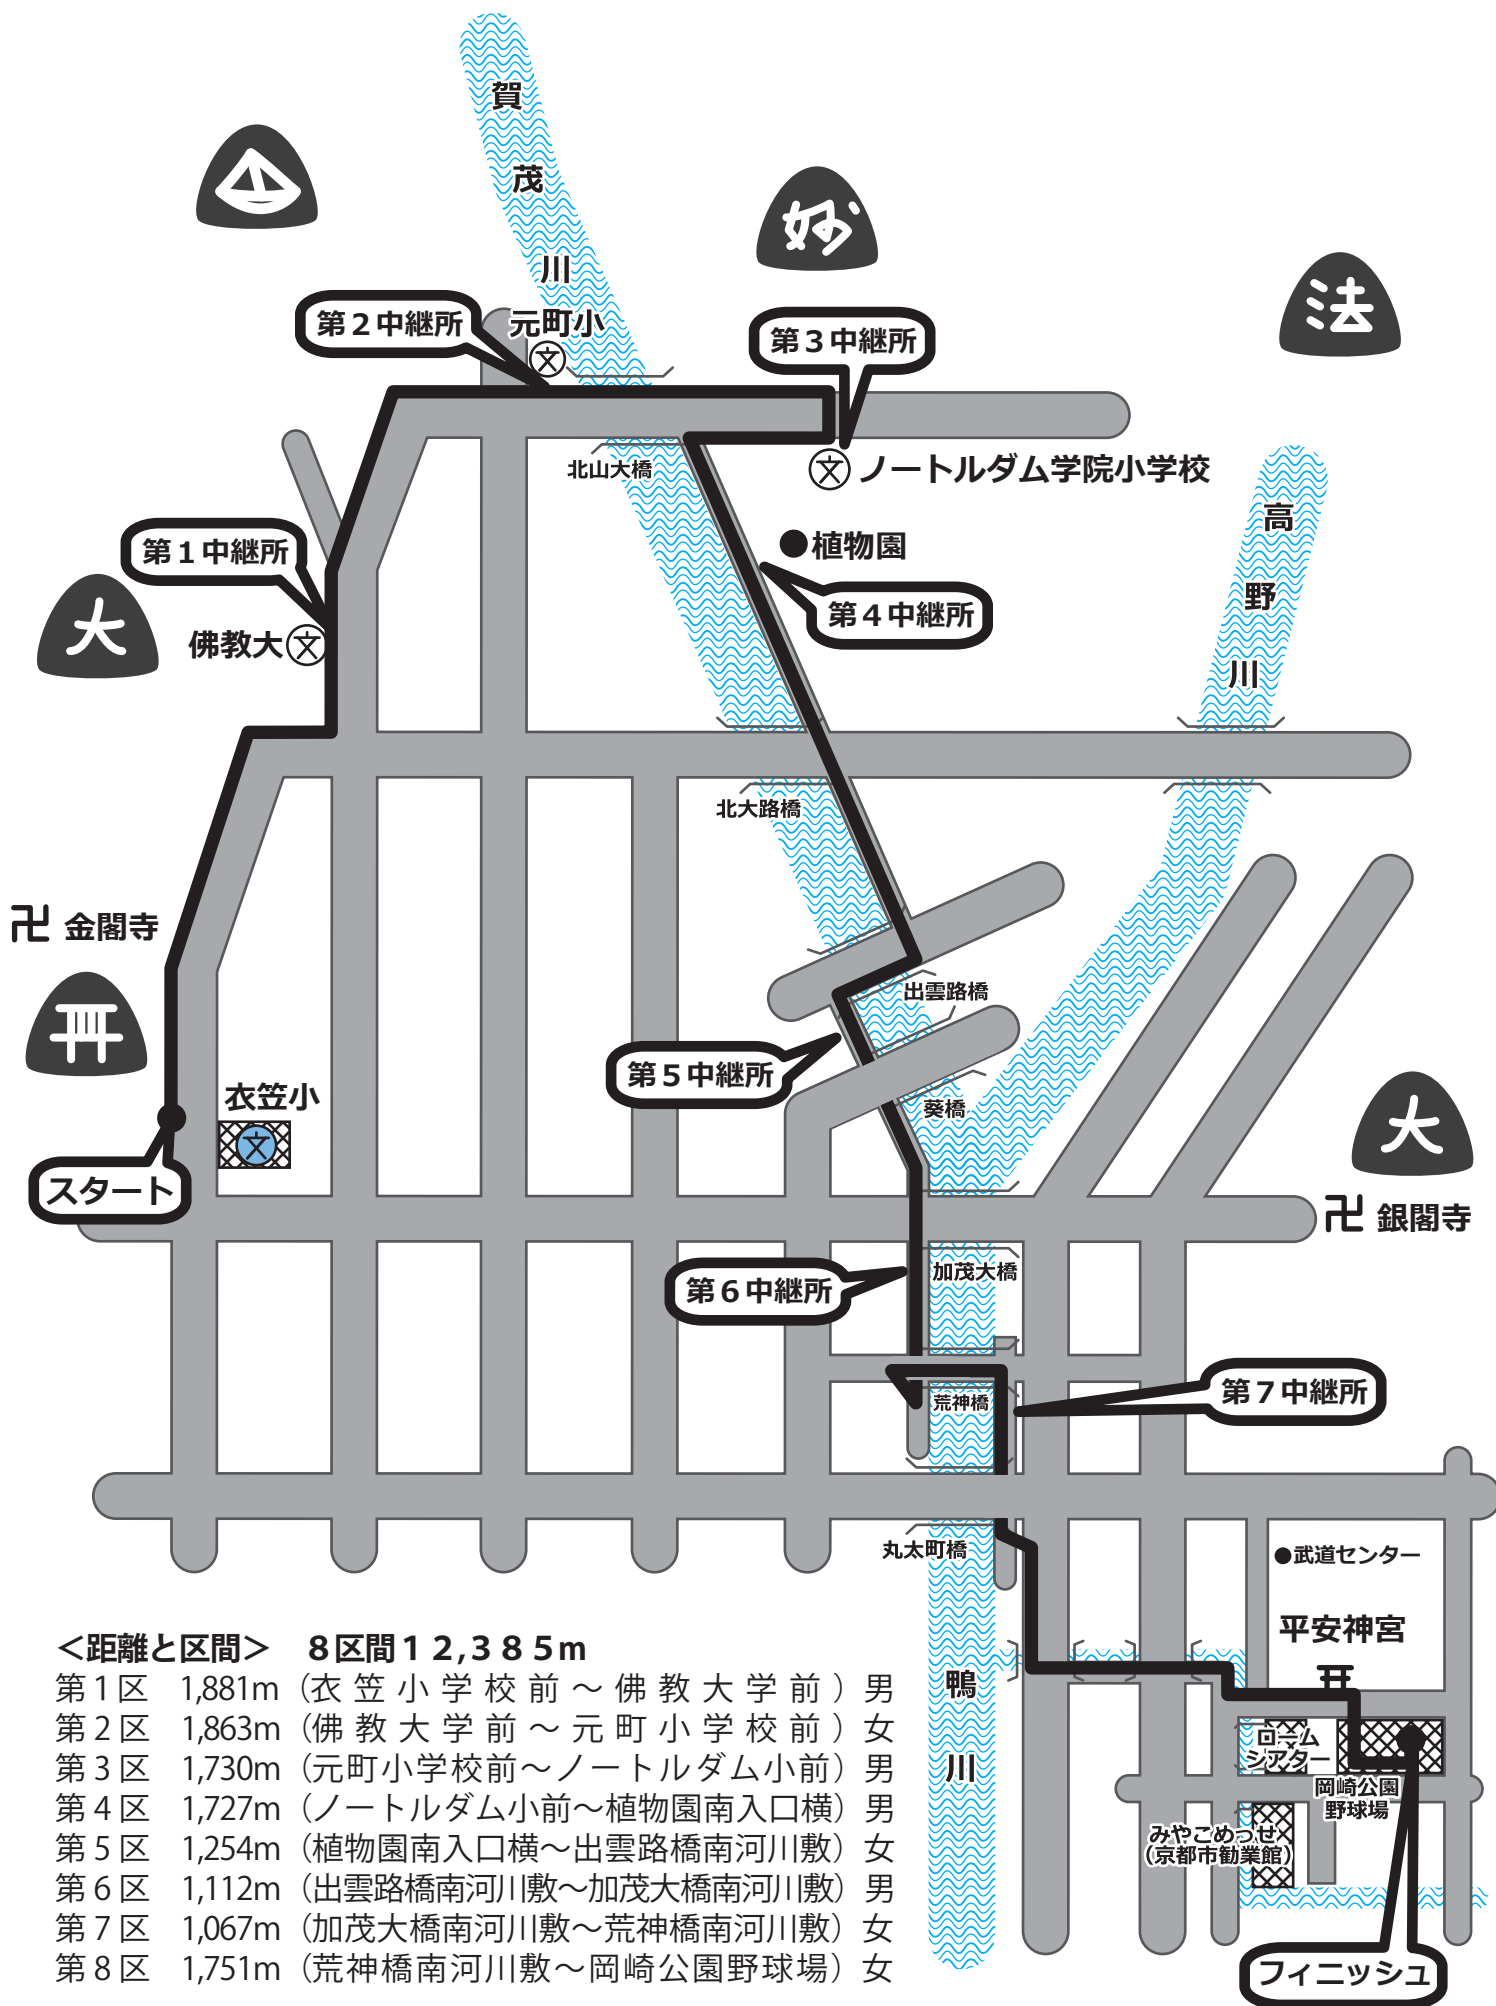 賀茂川
妙
法
第2中継所
元町小
文
第3中継所
北山大橋
文 ノートルダム学院小学校
高野川
第1中継所
●植物園
大
第4中継所
佛教大 文
北大路橋
卍 金閣寺
出雲路橋
第5中継所
衣笠小
文
葵橋
大
スタート
卍 銀閣寺
加茂大橋
第6中継所
第7中継所
荒神橋
丸太町橋
●武道センター
平安神宮
鴨川
ローム
シアター
岡崎公園
野球場
みやこめっせ
(京都市勧業館)
フィニッシュ
＜距離と区間＞ 8区間12,385m
第1区 1,881m（衣笠小学校前～佛教大学前）男
第2区 1,863m（佛教大学前～元町小学校前）女
第3区 1,730m（元町小学校前～ノートルダム小前）男
第4区 1,727m（ノートルダム小前～植物園南入口横）男
第5区 1,254m（植物園南入口横～出雲路橋南河川敷）女
第6区 1,112m（出雲路橋南河川敷～加茂大橋南河川敷）男
第7区 1,067m（加茂大橋南河川敷～荒神橋南河川敷）女
第8区 1,751m（荒神橋南河川敷～岡崎公園野球場）女